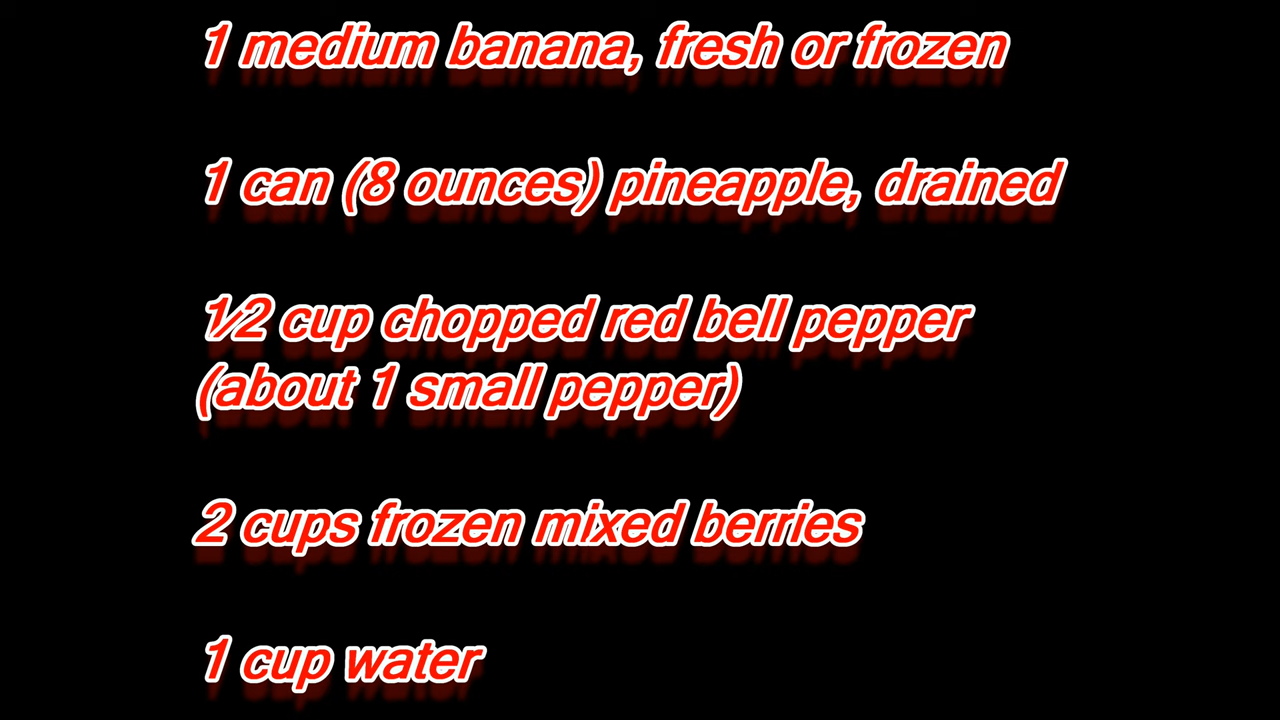 1 medium banana, fresh or frozen
1 can (8 ounces) pineapple, drained
1⁄2 cup chopped red bell pepper
(about 1 small pepper)
2 cups frozen mixed berries
1 cup water